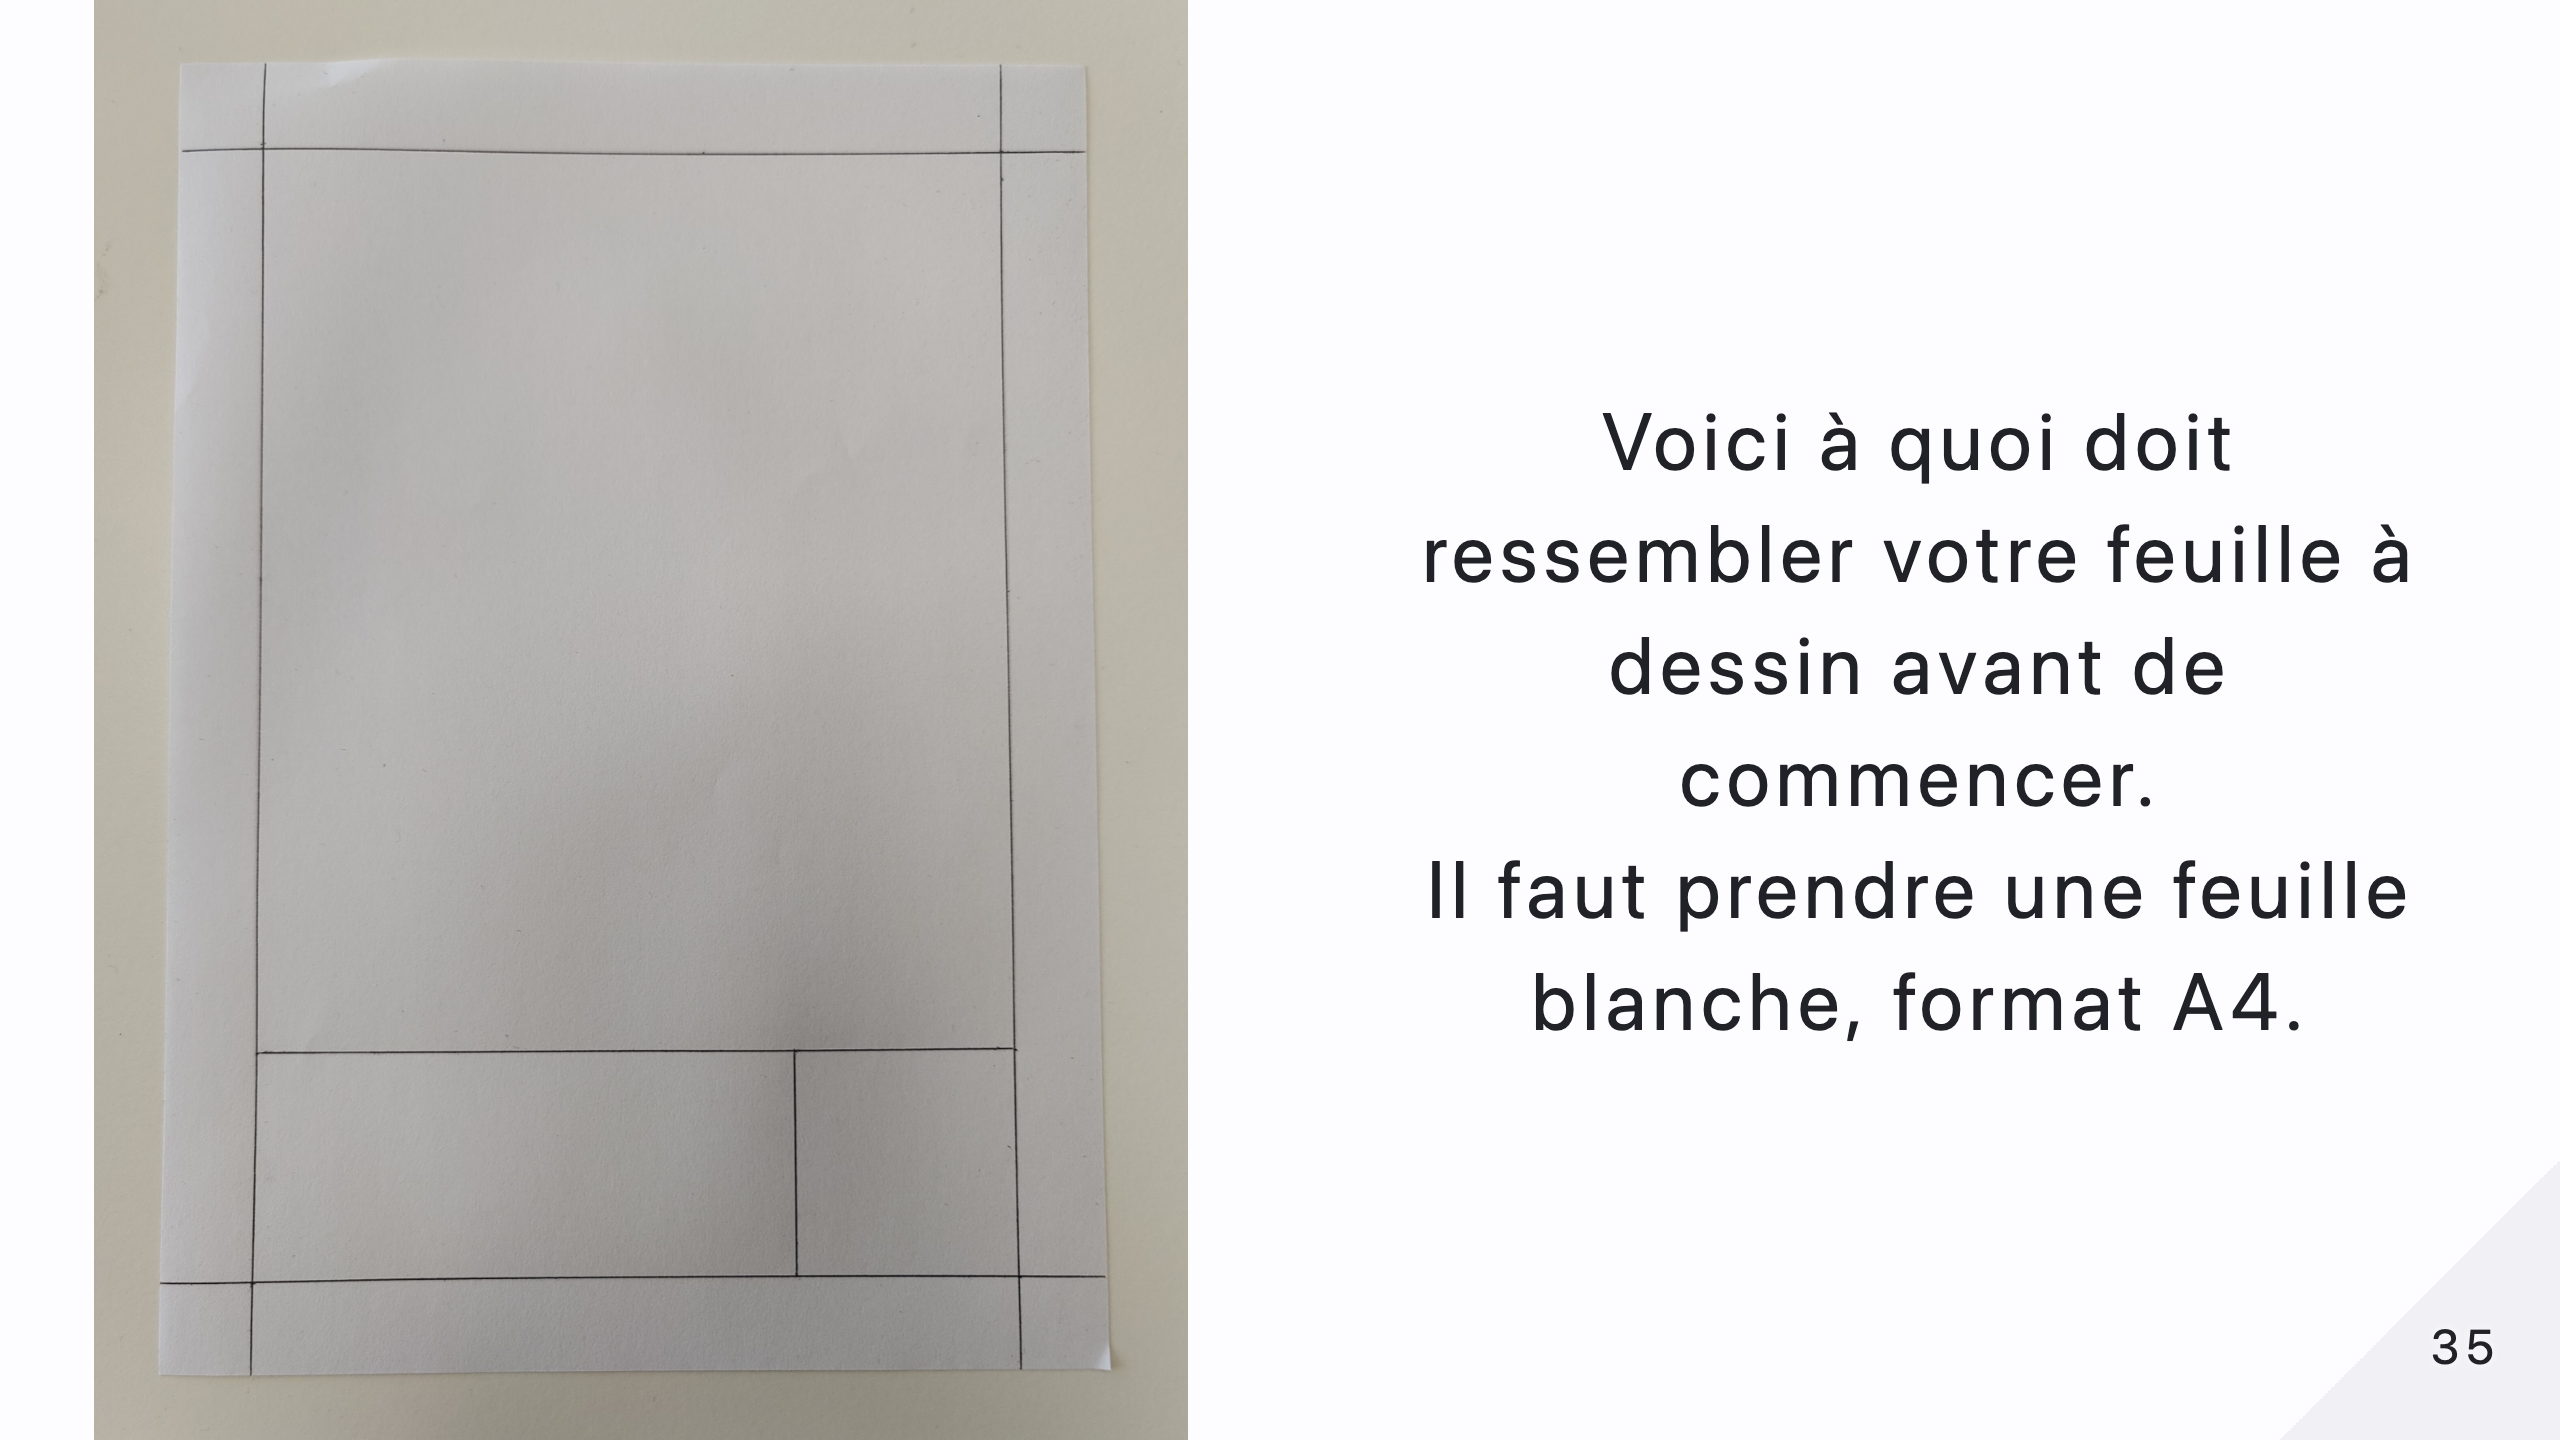 Voici à quoi doit
ressembler votre feuille à
dessin avant de
commencer.
Il faut prendre une feuille
blanche, format A4.
35